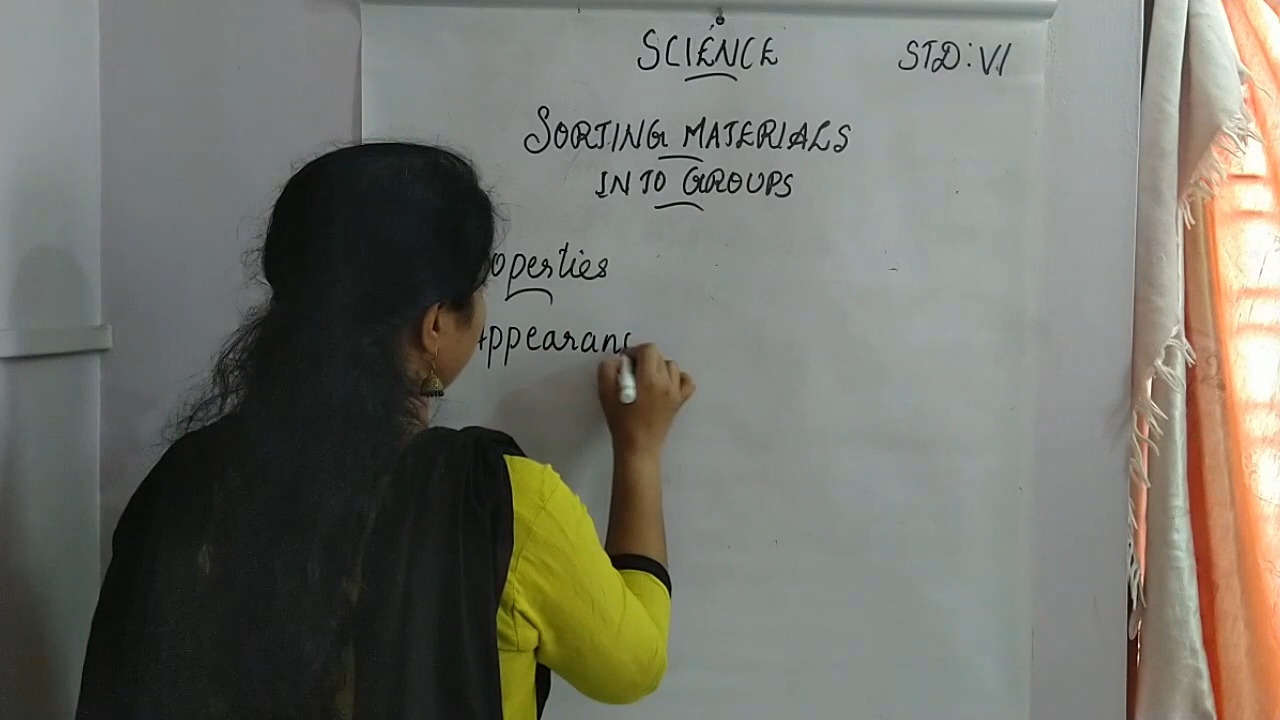 SCIENCE
STD: VI
SORTING MATERIALS
INTO GROUPS
operties
ppearanc